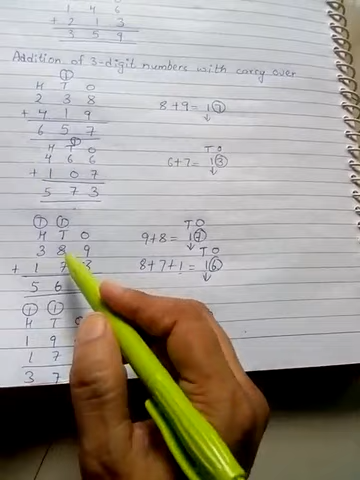 1 4 6
+ 2 1 3
3 5 9
Addition of 3-digit numbers with carry over
1
H T O
2 3 8
+ 4 1 9
6 5 7
8+9= 17
1
H T O
4 6 6
+ 1 0 7
5 7 3
T O
6+7= 13
1 1
H T O
3 8 9
+ 1 7 8
5 6
T O
9+8= 17
T O
8+7+1= 16
1 1
H T
1 9
1 7
3 7